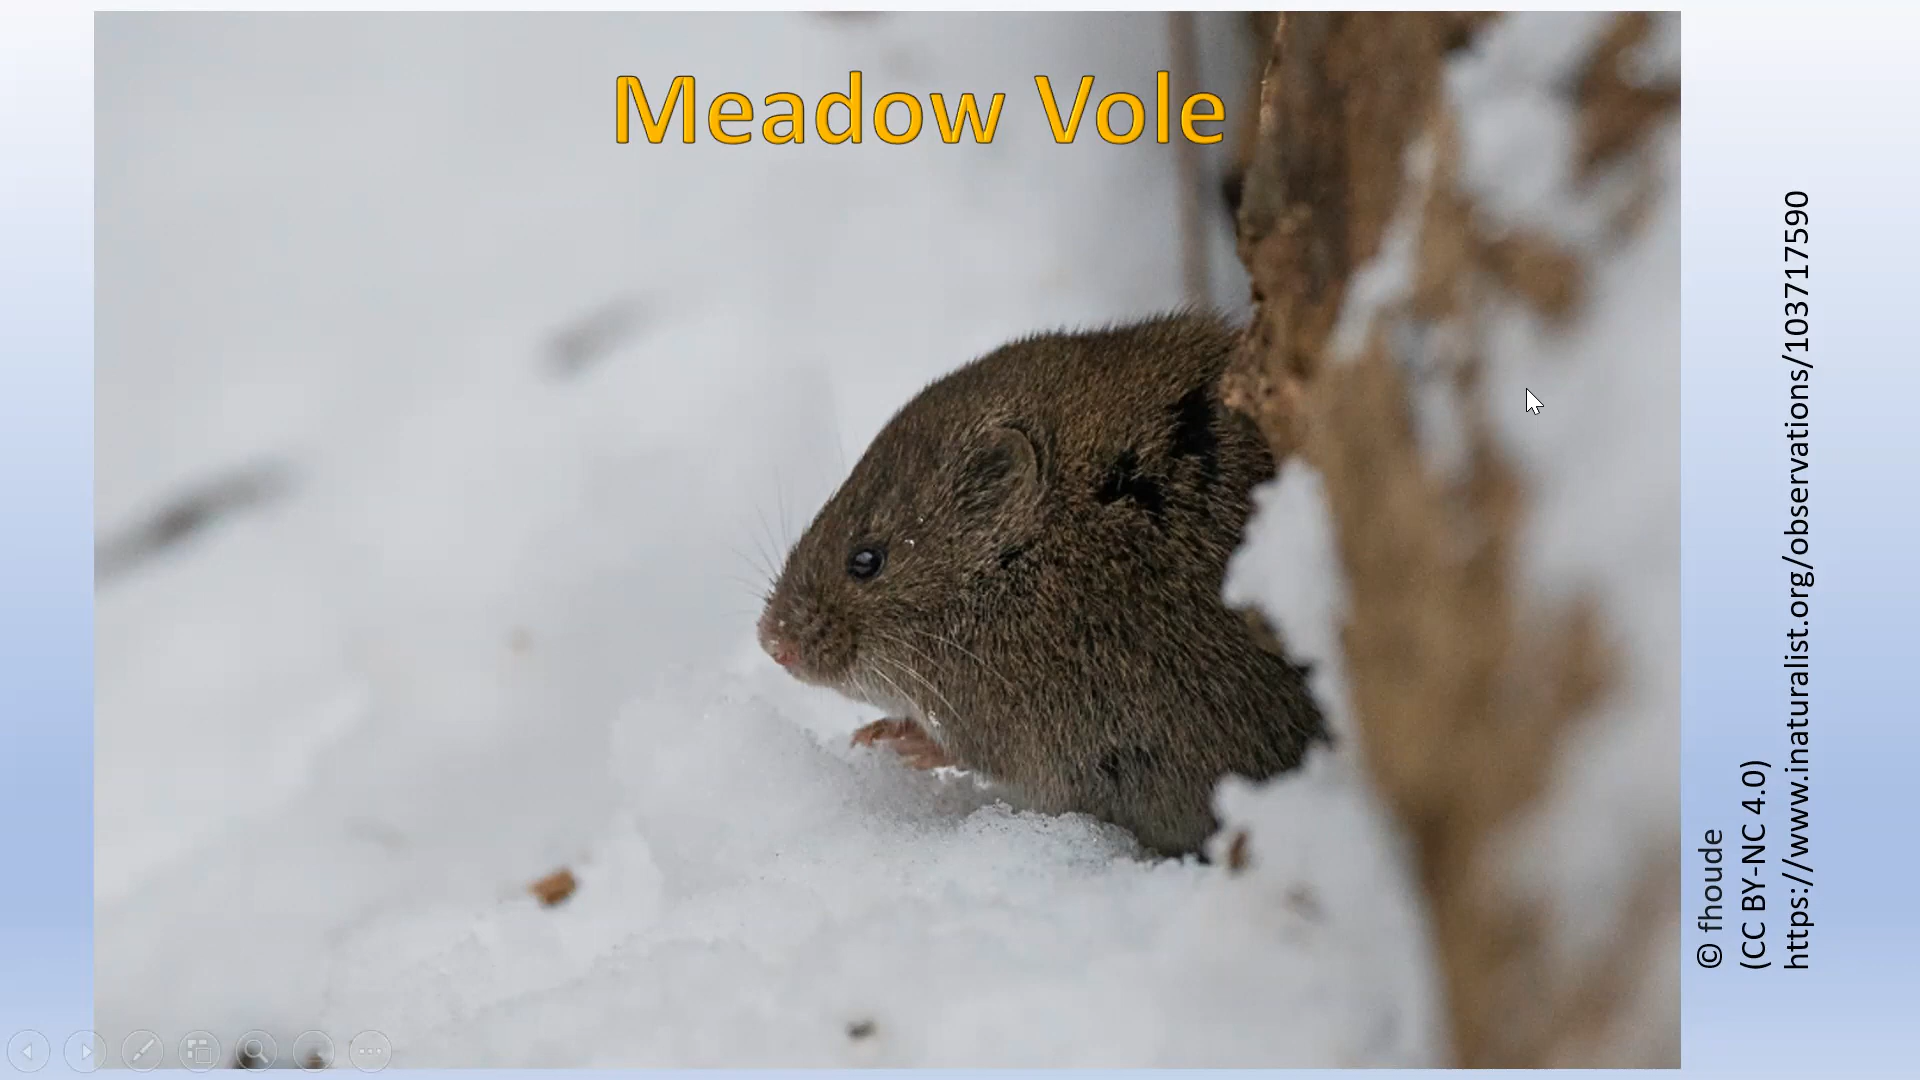 Meadow Vole
© fhoude
(CC BY-NC 4.0)
https://www.inaturalist.org/observations/103717590